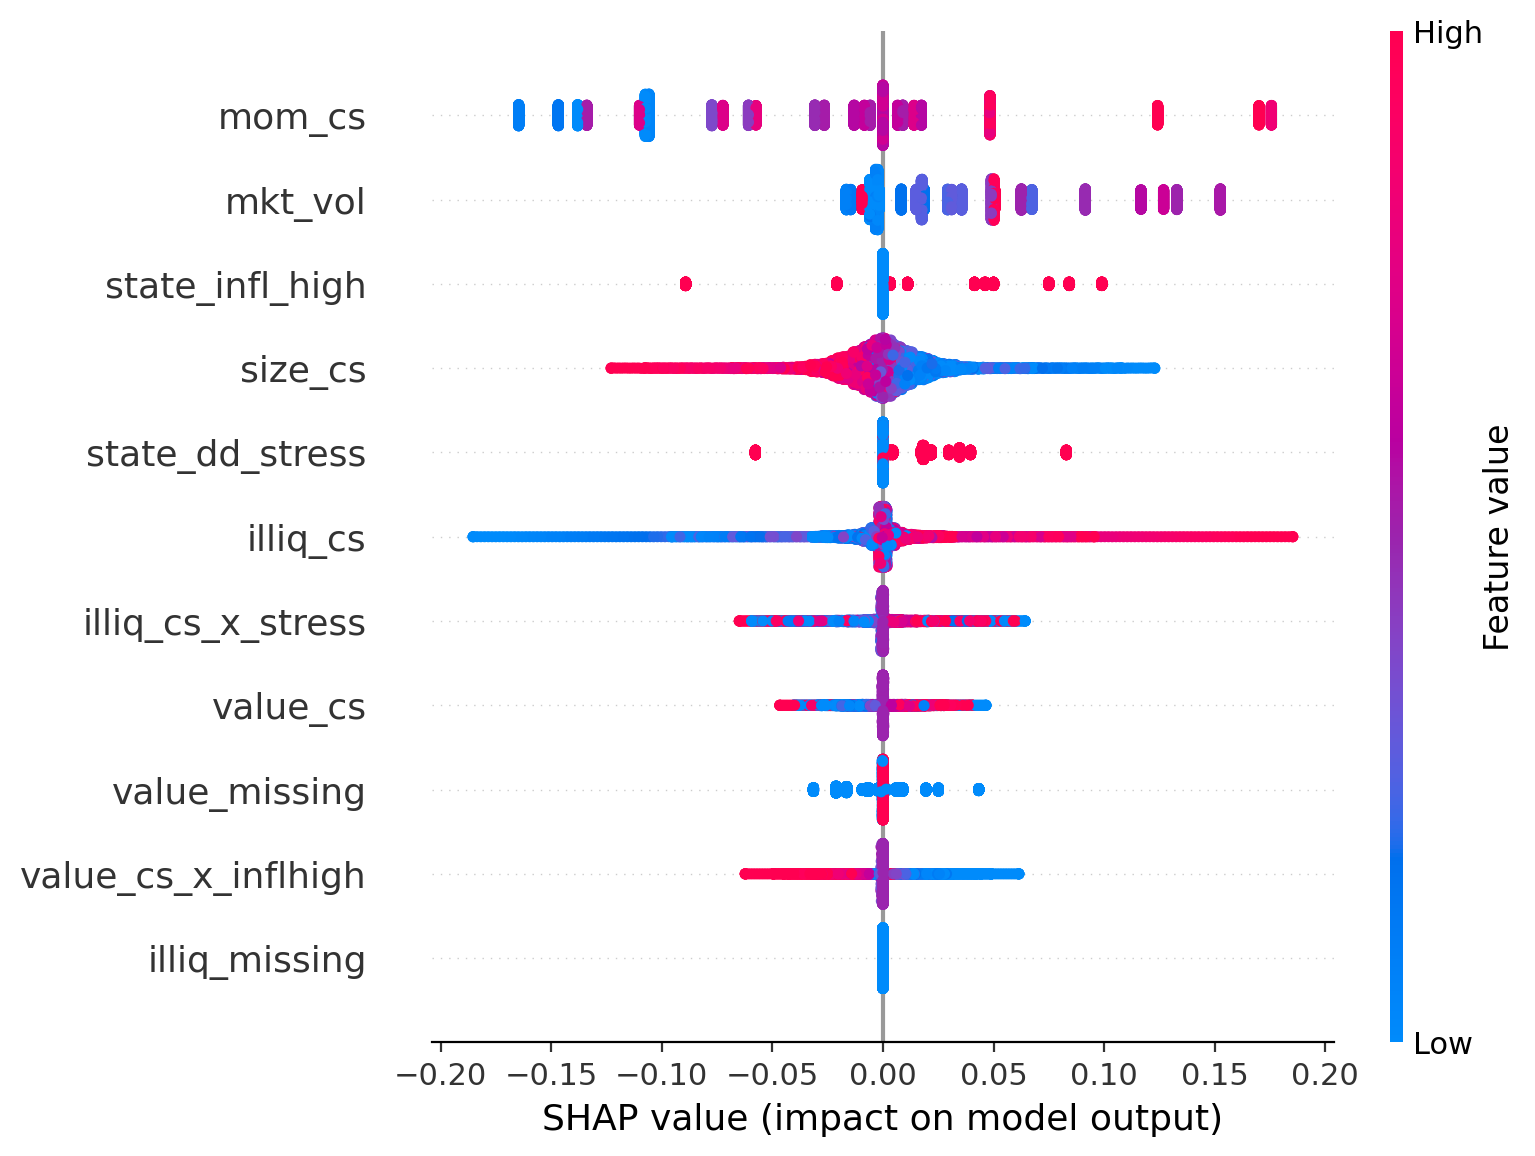 High
mom_cs
mkt_vol
state_infl_high
size_cs
state_dd_stress
illiq_cs
illiq_cs_x_stress
value_cs
value_missing
value_cs_x_inflhigh
illiq_missing
Feature value
Low
−0.20 −0.15 −0.10 −0.05 0.00 0.05 0.10 0.15 0.20
SHAP value (impact on model output)